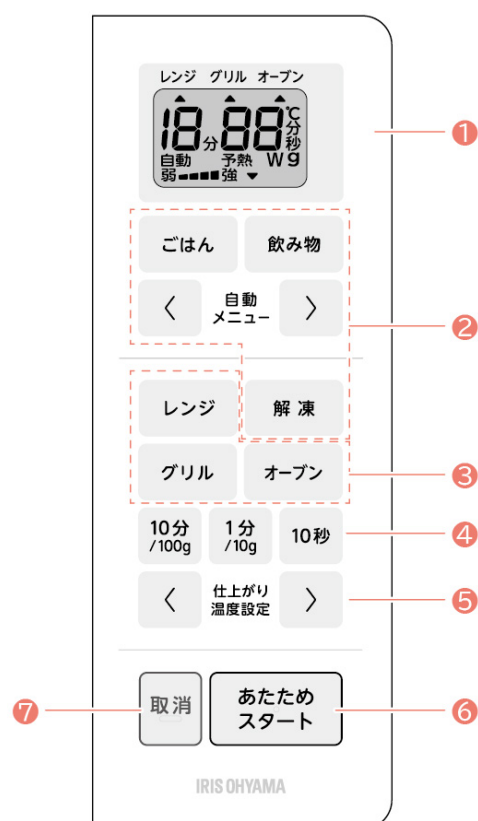 レンジ グリル オーブン
18分88℃分秒g
自動 予熱 W
弱 強
1
ごはん 飲み物
自動
メニュー
2
レンジ 解凍
グリル オーブン
3
10分
/100g
1分
/10g
10秒
4
仕上がり
温度設定
5
取消
あたため
スタート
6
7
IRIS OHYAMA